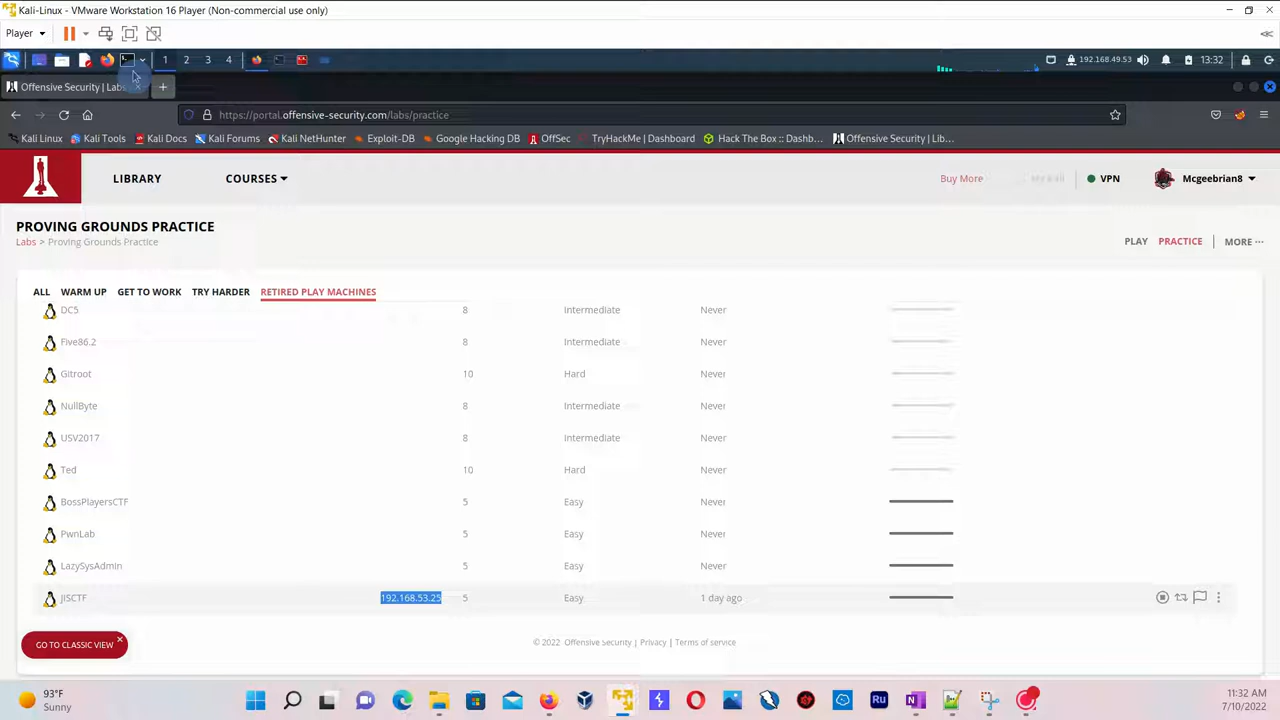 Kali-Linux - VMware Workstation 16 Player (Non-commercial use only)
Player
1 2 3 4 192.168.49.53 13:32
Offensive Security | Labs
https://portal.offensive-security.com/labs/practice
Kali Linux Kali Tools Kali Docs Kali Forums Kali NetHunter Exploit-DB Google Hacking DB OffSec TryHackMe | Dashboard Hack The Box :: Dashb... Offensive Security | Lib...
LIBRARY COURSES Buy More VPN Mcgeebrian8
PROVING GROUNDS PRACTICE
Labs > Proving Grounds Practice PLAY PRACTICE MORE ···
ALL WARM UP GET TO WORK TRY HARDER RETIRED PLAY MACHINES
DC5 8 Intermediate Never
Five86.2 8 Intermediate Never
Gitroot 10 Hard Never
NullByte 8 Intermediate Never
USV2017 8 Intermediate Never
Ted 10 Hard Never
BossPlayersCTF 5 Easy Never
PwnLab 5 Easy Never
LazySysAdmin 5 Easy Never
JISCTF 192.168.53.25 5 Easy 1 day ago
GO TO CLASSIC VIEW ×
© 2022 Offensive Security | Privacy | Terms of service
93°F
Sunny
Ru
11:32 AM
7/10/2022